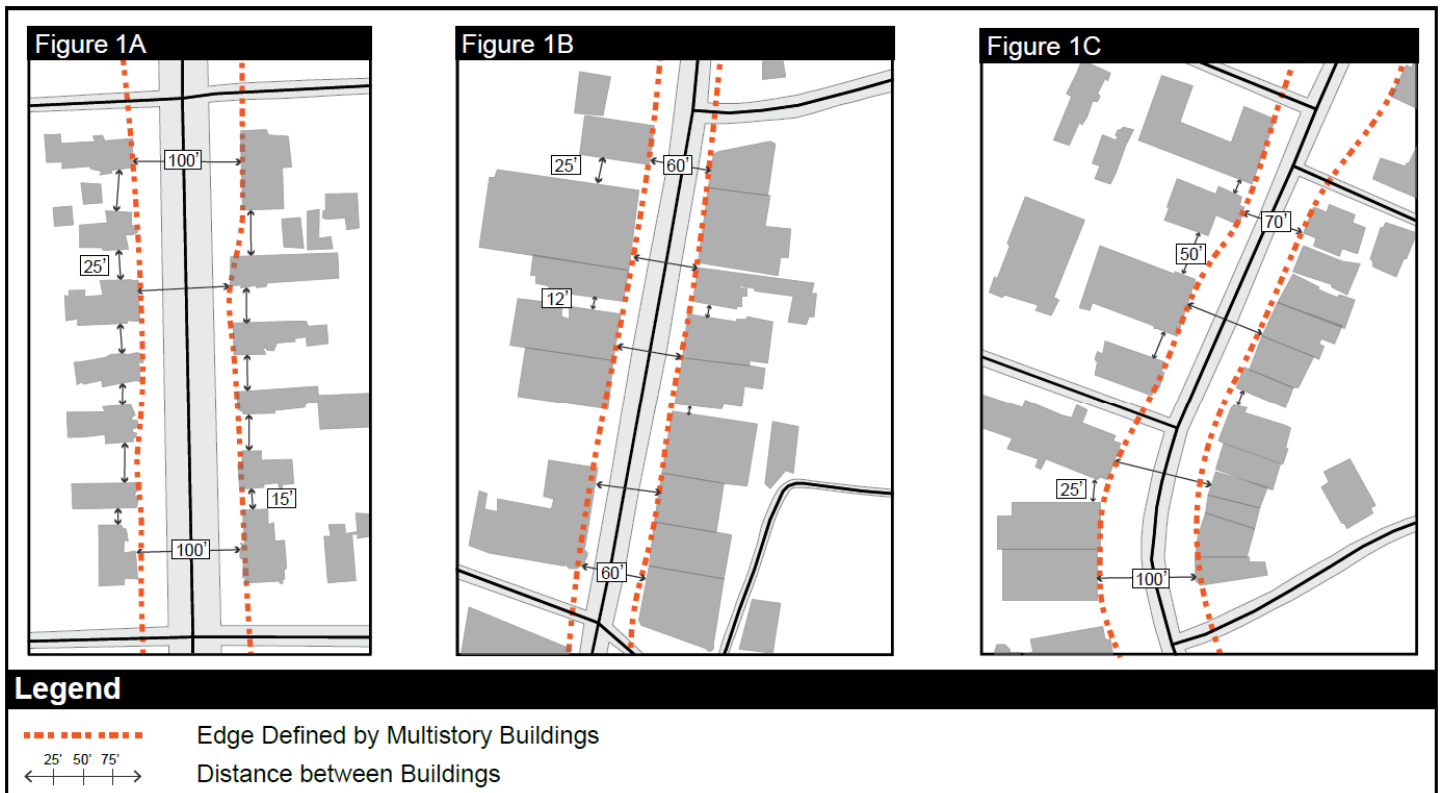 Figure 1A
100'
25'
15'
100'
Figure 1B
25'
60'
12'
60'
Figure 1C
70'
50'
25'
100'
Legend
Edge Defined by Multistory Buildings
25' 50' 75'
Distance between Buildings